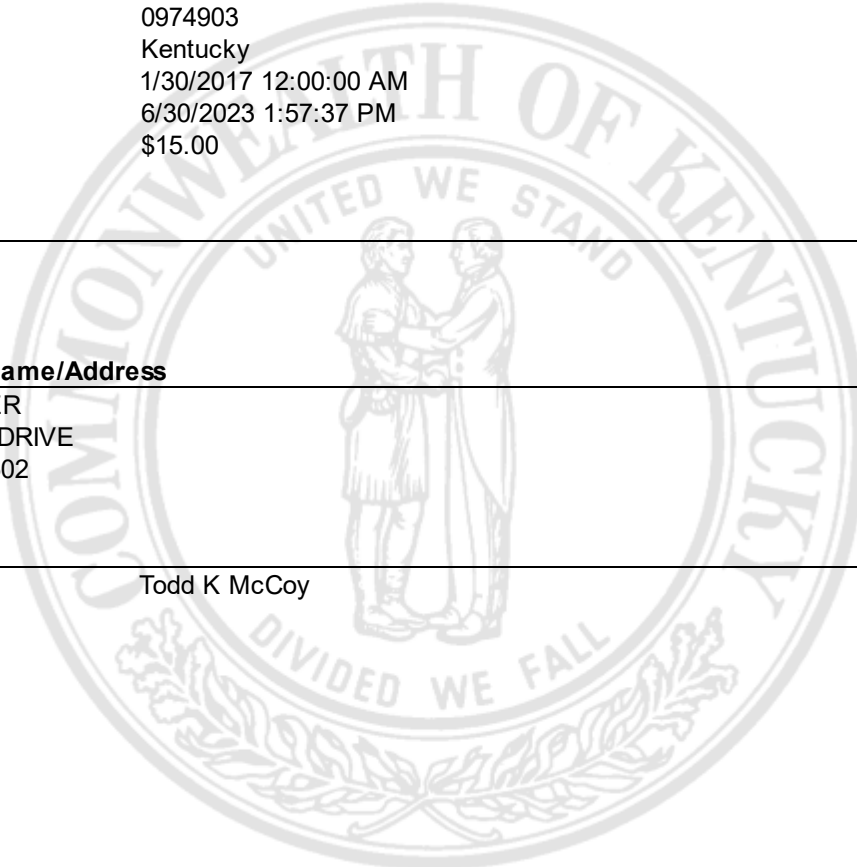 0974903
Kentucky
1/30/2017 12:00:00 AM
6/30/2023 1:57:37 PM
$15.00
COMMONWEALTH OF KENTUCKY
UNITED WE STAND
ame/Address
ER
DRIVE
02
Todd K McCoy
DIVIDED WE FALL